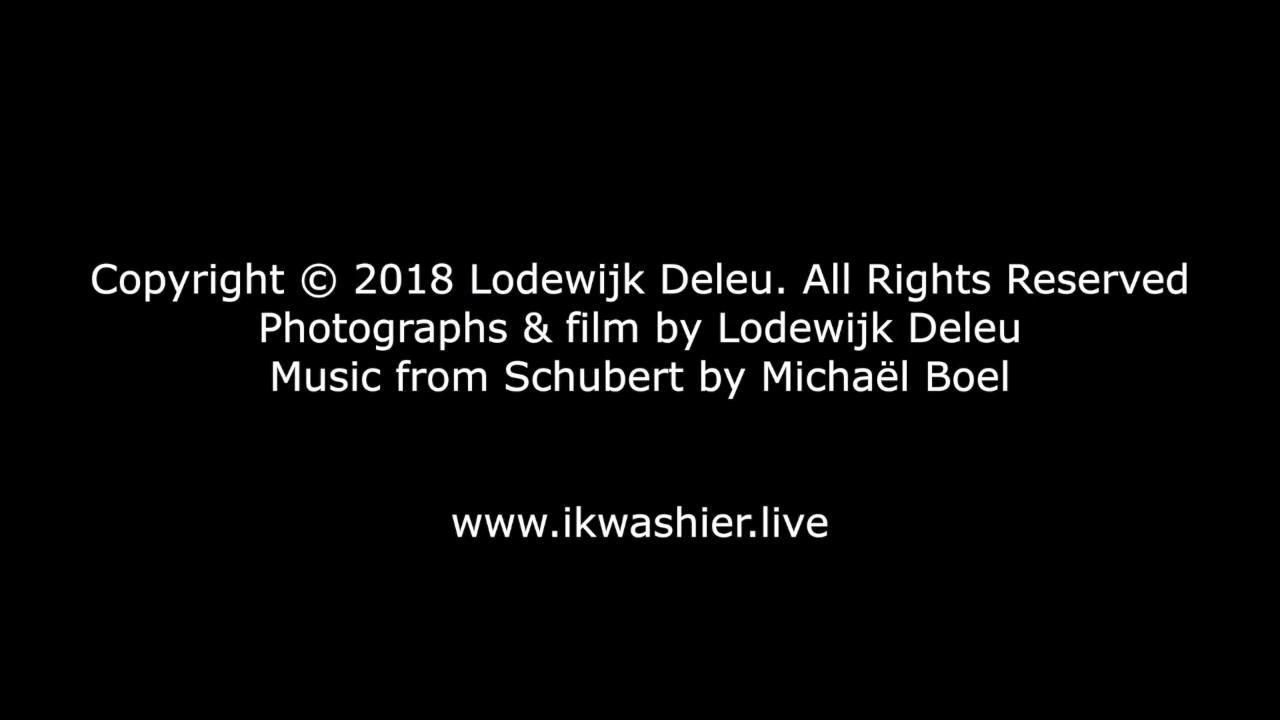 Copyright © 2018 Lodewijk Deleu. All Rights Reserved
Photographs & film by Lodewijk Deleu
Music from Schubert by Michaël Boel
www.ikwashier.live